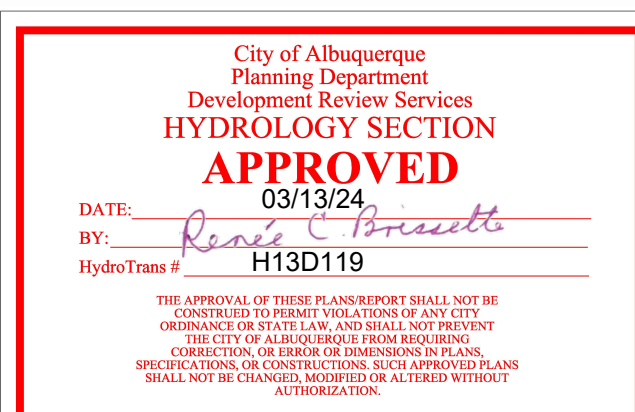 City of Albuquerque
Planning Department
Development Review Services
HYDROLOGY SECTION
APPROVED
DATE: 03/13/24
BY: Renée C. Brissette
HydroTrans # H13D119
THE APPROVAL OF THESE PLANS/REPORT SHALL NOT BE
CONSTRUED TO PERMIT VIOLATIONS OF ANY CITY
ORDINANCE OR STATE LAW, AND SHALL NOT PREVENT
THE CITY OF ALBUQUERQUE FROM REQUIRING
CORRECTION, OR ERROR OR DIMENSIONS IN PLANS,
SPECIFICATIONS, OR CONSTRUCTIONS. SUCH APPROVED PLANS
SHALL NOT BE CHANGED, MODIFIED OR ALTERED WITHOUT
AUTHORIZATION.